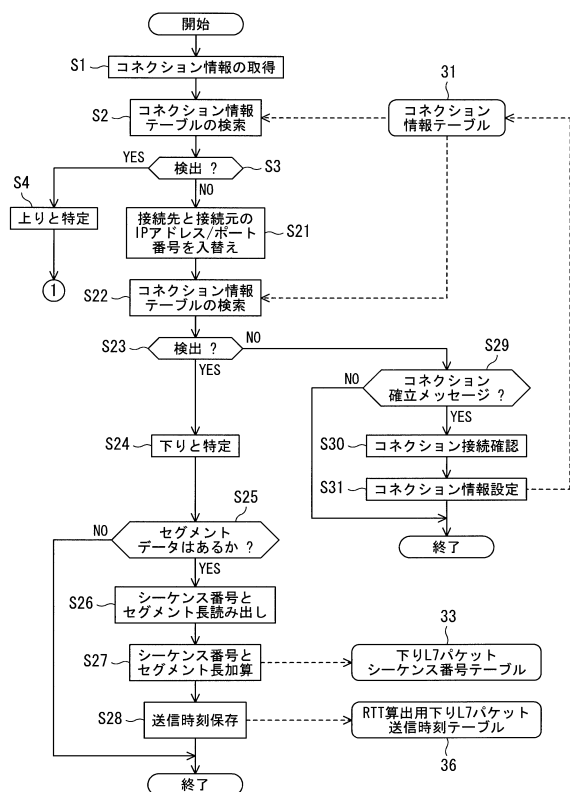 開始
S1
コネクション情報の取得
31
S2
コネクション情報
テーブルの検索
コネクション
情報テーブル
YES
検出 ?
S3
S4
NO
上りと特定
接続先と接続元の
IPアドレス/ポート
番号を入替え
S21
1
S22
コネクション情報
テーブルの検索
S23
検出 ?
NO
YES
S29
NO
コネクション
確立メッセージ ?
YES
S24
下りと特定
S30
コネクション接続確認
S31
コネクション情報設定
S25
NO
セグメント
データはあるか ?
終了
YES
S26
シーケンス番号と
セグメント長読み出し
33
S27
シーケンス番号と
セグメント長加算
下りL7パケット
シーケンス番号テーブル
S28
送信時刻保存
RTT算出用下りL7パケット
送信時刻テーブル
36
終了